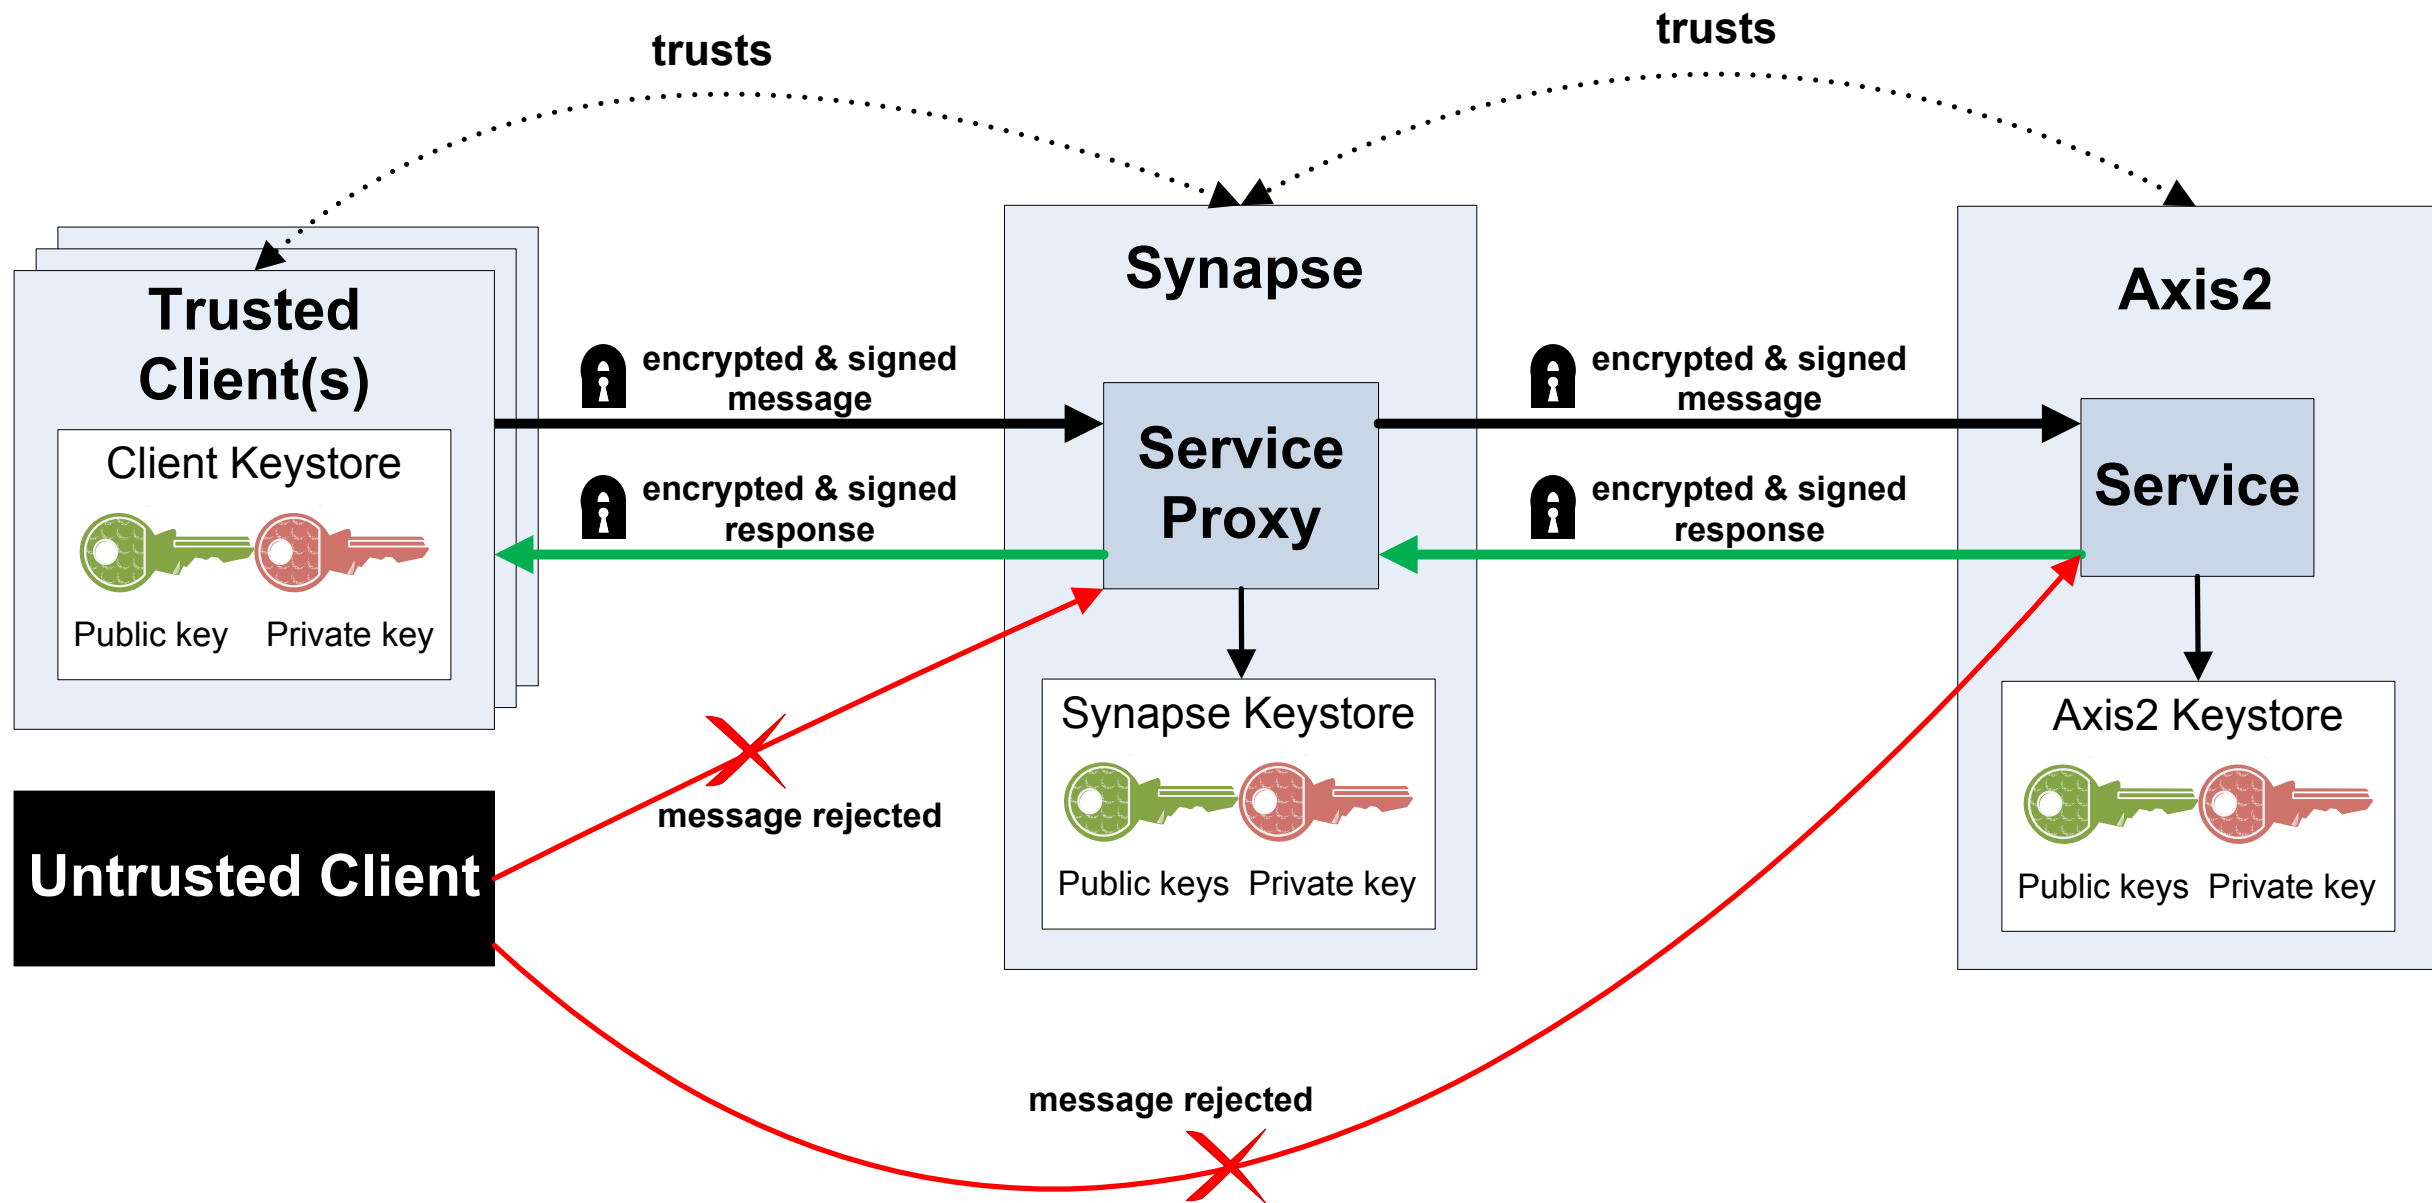 trusts
trusts
Trusted
Client(s)
Client Keystore
Public key
Private key
encrypted & signed
message
encrypted & signed
response
Synapse
Service
Proxy
Synapse Keystore
Public keys
Private key
encrypted & signed
message
encrypted & signed
response
Axis2
Service
Axis2 Keystore
Public keys
Private key
Untrusted Client
message rejected
message rejected